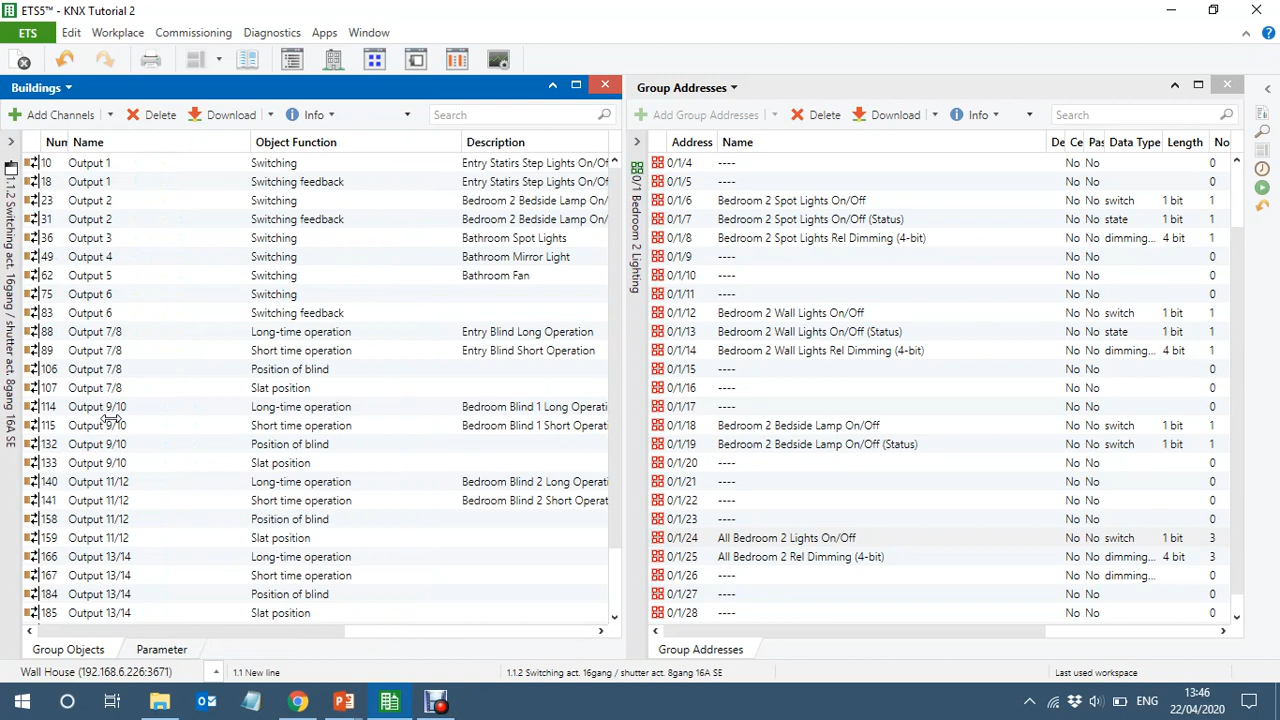 ETS5™ - KNX Tutorial 2
ETS Edit Workplace Commissioning Diagnostics Apps Window
Buildings
Group Addresses
Add Channels Delete Download Info Search
Add Group Addresses Delete Download Info Search
Num Name Object Function Description
Address Name De Ce Pas Data Type Length No
10 Output 1 Switching Entry Statirs Step Lights On/Of
18 Output 1 Switching feedback Entry Statirs Step Lights On/Of
23 Output 2 Switching Bedroom 2 Bedside Lamp On/
31 Output 2 Switching feedback Bedroom 2 Bedside Lamp On/
36 Output 3 Switching Bathroom Spot Lights
49 Output 4 Switching Bathroom Mirror Light
62 Output 5 Switching Bathroom Fan
75 Output 6 Switching
83 Output 6 Switching feedback
88 Output 7/8 Long-time operation Entry Blind Long Operation
89 Output 7/8 Short time operation Entry Blind Short Operation
106 Output 7/8 Position of blind
107 Output 7/8 Slat position
114 Output 9/10 Long-time operation Bedroom Blind 1 Long Operati
115 Output 9/10 Short time operation Bedroom Blind 1 Short Operat
132 Output 9/10 Position of blind
133 Output 9/10 Slat position
140 Output 11/12 Long-time operation Bedroom Blind 2 Long Operati
141 Output 11/12 Short time operation Bedroom Blind 2 Short Operat
158 Output 11/12 Position of blind
159 Output 11/12 Slat position
166 Output 13/14 Long-time operation
167 Output 13/14 Short time operation
184 Output 13/14 Position of blind
185 Output 13/14 Slat position
1.1.2 Switching act. 16gang / shutter act. 8gang 16A SE
0/1 Bedroom 2 Lighting
0/1/4 ---- No No 0
0/1/5 ---- No No 0
0/1/6 Bedroom 2 Spot Lights On/Off No No switch 1 bit 1
0/1/7 Bedroom 2 Spot Lights On/Off (Status) No No state 1 bit 1
0/1/8 Bedroom 2 Spot Lights Rel Dimming (4-bit) No No dimming... 4 bit 1
0/1/9 ---- No No 0
0/1/10 ---- No No 0
0/1/11 ---- No No 0
0/1/12 Bedroom 2 Wall Lights On/Off No No switch 1 bit 1
0/1/13 Bedroom 2 Wall Lights On/Off (Status) No No state 1 bit 1
0/1/14 Bedroom 2 Wall Lights Rel Dimming (4-bit) No No dimming... 4 bit 1
0/1/15 ---- No No 0
0/1/16 ---- No No 0
0/1/17 ---- No No 0
0/1/18 Bedroom 2 Bedside Lamp On/Off No No switch 1 bit 1
0/1/19 Bedroom 2 Bedside Lamp On/Off (Status) No No switch 1 bit 1
0/1/20 ---- No No 0
0/1/21 ---- No No 0
0/1/22 ---- No No 0
0/1/23 ---- No No 0
0/1/24 All Bedroom 2 Lights On/Off No No switch 1 bit 3
0/1/25 All Bedroom 2 Rel Dimming (4-bit) No No dimming... 4 bit 3
0/1/26 ---- No No dimming... 0
0/1/27 ---- No No 0
0/1/28 ---- No No 0
Group Objects Parameter
Group Addresses
Wall House (192.168.6.226:3671) 1.1 New line 1.1.2 Switching act. 16gang / shutter act. 8gang 16A SE Last used workspace
ENG 13:46
22/04/2020